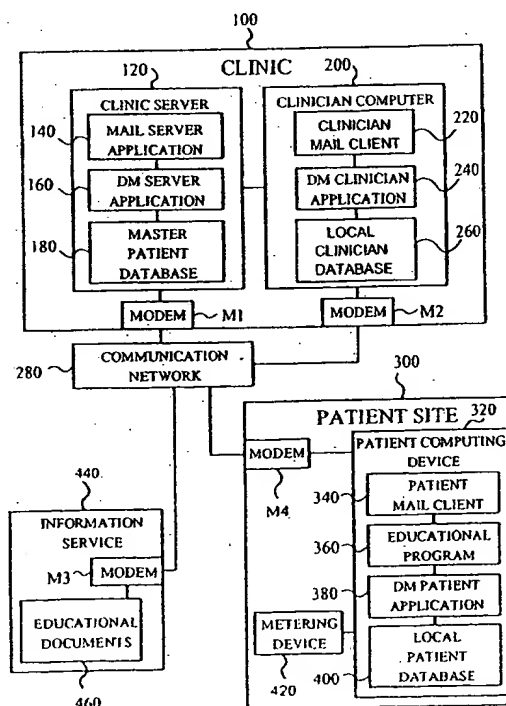 100
CLINIC
120
200
CLINIC SERVER
CLINICIAN COMPUTER
140
MAIL SERVER
APPLICATION
CLINICIAN
MAIL CLIENT
220
160
DM SERVER
APPLICATION
DM CLINICIAN
APPLICATION
240
180
MASTER
PATIENT
DATABASE
LOCAL
CLINICIAN
DATABASE
260
MODEM
M1
MODEM
M2
280
COMMUNICATION
NETWORK
300
PATIENT SITE
320
MODEM
M4
PATIENT COMPUTING
DEVICE
340
PATIENT
MAIL CLIENT
360
EDUCATIONAL
PROGRAM
380
DM PATIENT
APPLICATION
METERING
DEVICE
420
400
LOCAL
PATIENT
DATABASE
440
INFORMATION
SERVICE
M3
MODEM
EDUCATIONAL
DOCUMENTS
460